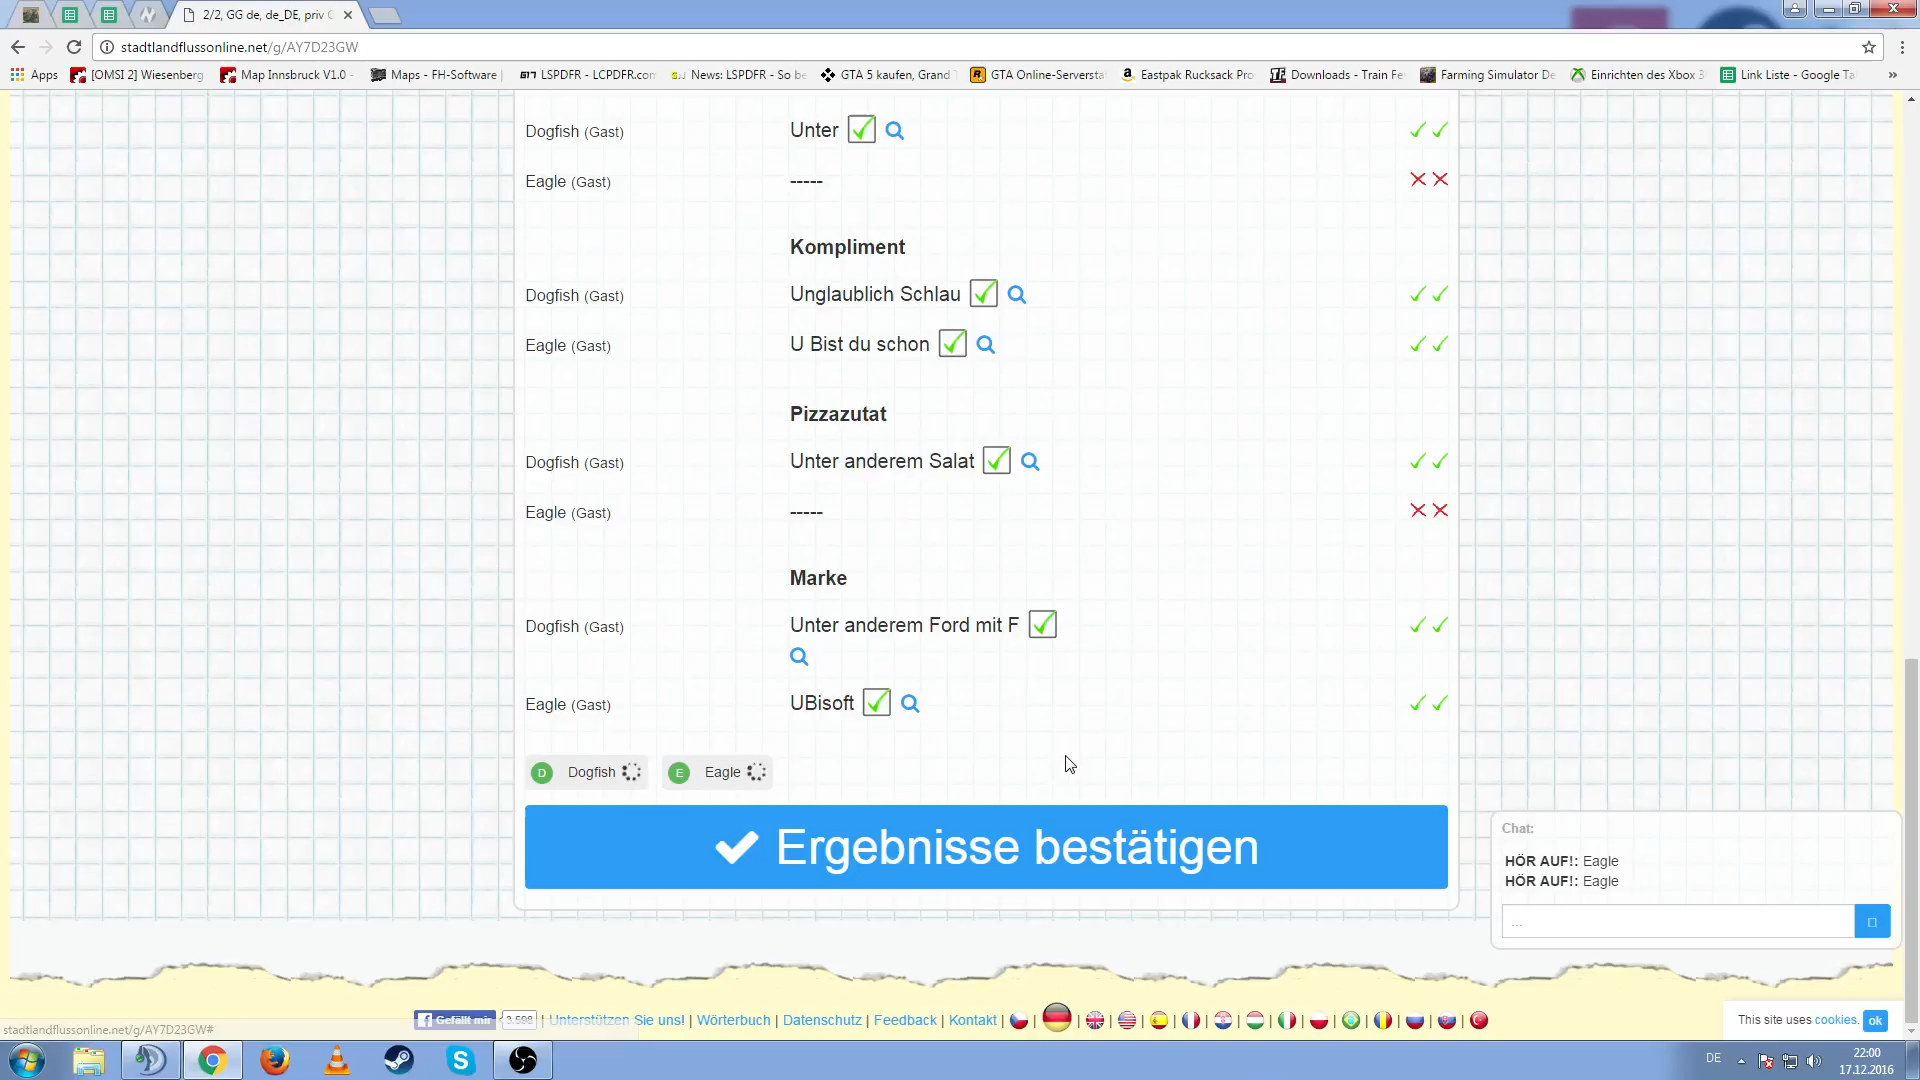 2/2, GG de, de_DE, priv G
stadtlandflussonline.net/g/AY7D23GW
Apps [OMSI 2] Wiesenberg Map Innsbruck V1.0 - Maps - FH-Software LSPDFR - LCPDFR.com News: LSPDFR - So be GTA 5 kaufen, Grand GTA Online-Serversta Eastpak Rucksack Pro Downloads - Train Fe Farming Simulator De Einrichten des Xbox 3 Link Liste - Google Ta »
Dogfish (Gast) Unter
Eagle (Gast) -----
Kompliment
Dogfish (Gast) Unglaublich Schlau
Eagle (Gast) U Bist du schon
Pizzazutat
Dogfish (Gast) Unter anderem Salat
Eagle (Gast) -----
Marke
Dogfish (Gast) Unter anderem Ford mit F
Eagle (Gast) UBisoft
D Dogfish E Eagle
Ergebnisse bestätigen
Chat:
HÖR AUF!: Eagle
HÖR AUF!: Eagle
...
Gefällt mir 3.598 | Unterstützen Sie uns! | Wörterbuch | Datenschutz | Feedback | Kontakt
This site uses cookies. ok
stadtlandflussonline.net/g/AY7D23GW#
DE 22:00
17.12.2016